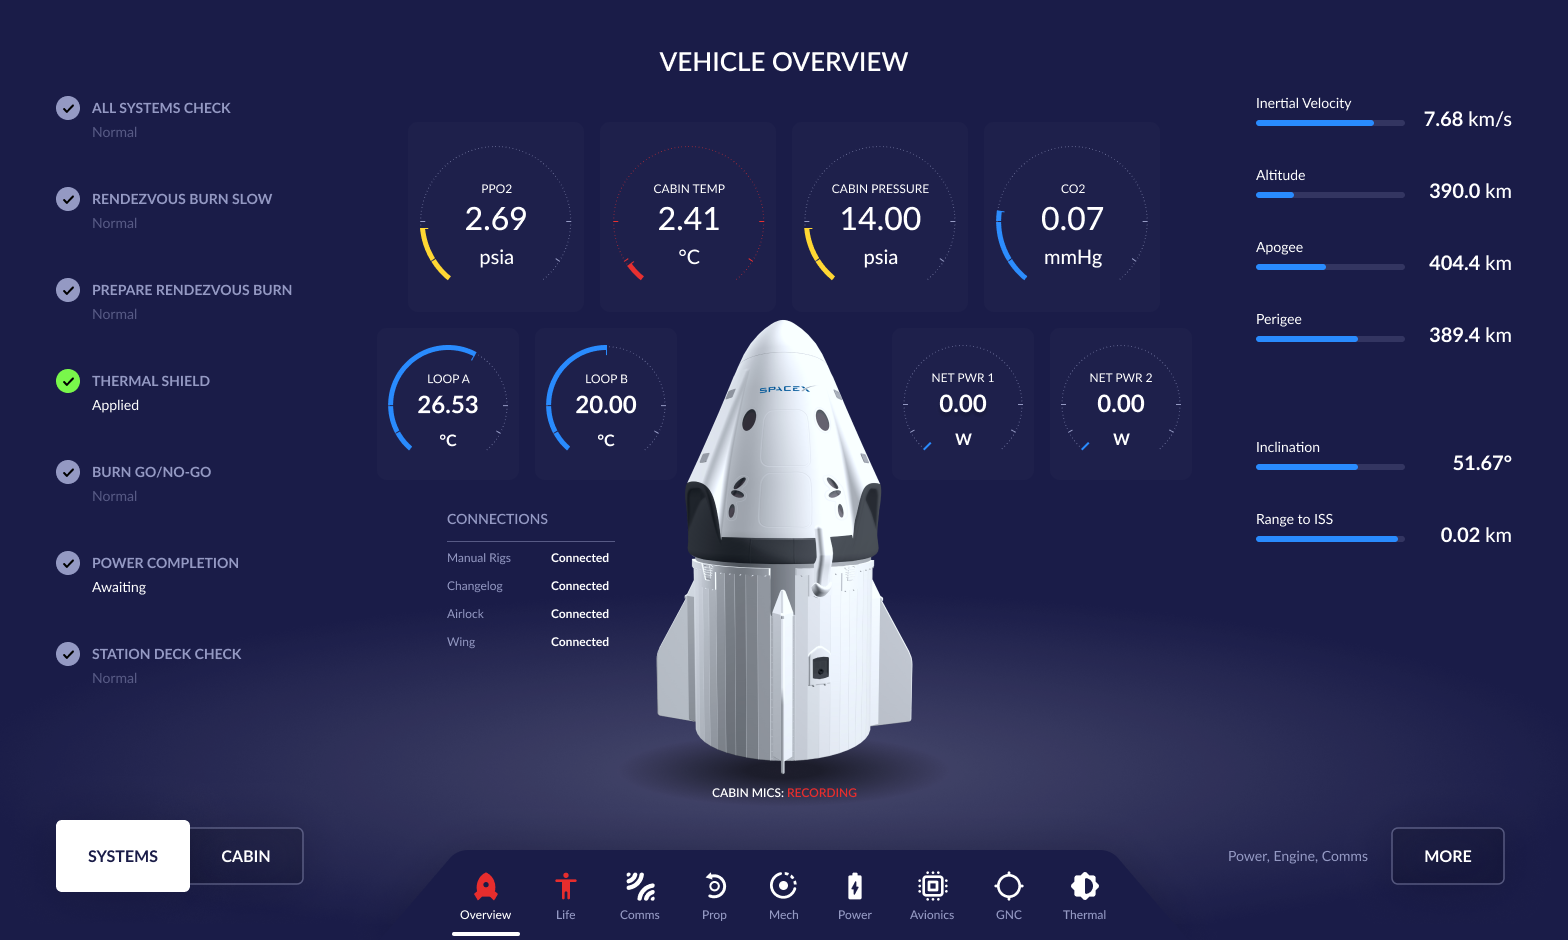 VEHICLE OVERVIEW
ALL SYSTEMS CHECK
Normal
RENDEZVOUS BURN SLOW
Normal
PREPARE RENDEZVOUS BURN
Normal
THERMAL SHIELD
Applied
BURN GO/NO-GO
Normal
POWER COMPLETION
Awaiting
STATION DECK CHECK
Normal
PPO2
2.69
psia
CABIN TEMP
2.41
°C
CABIN PRESSURE
14.00
psia
CO2
0.07
mmHg
LOOP A
26.53
°C
LOOP B
20.00
°C
SPACEX
NET PWR 1
0.00
W
NET PWR 2
0.00
W
CONNECTIONS
Manual Rigs Connected
Changelog Connected
Airlock Connected
Wing Connected
Inertial Velocity 7.68 km/s
Altitude 390.0 km
Apogee 404.4 km
Perigee 389.4 km
Inclination 51.67°
Range to ISS 0.02 km
CABIN MICS: RECORDING
SYSTEMS CABIN
Power, Engine, Comms MORE
Overview Life Comms Prop Mech Power Avionics GNC Thermal